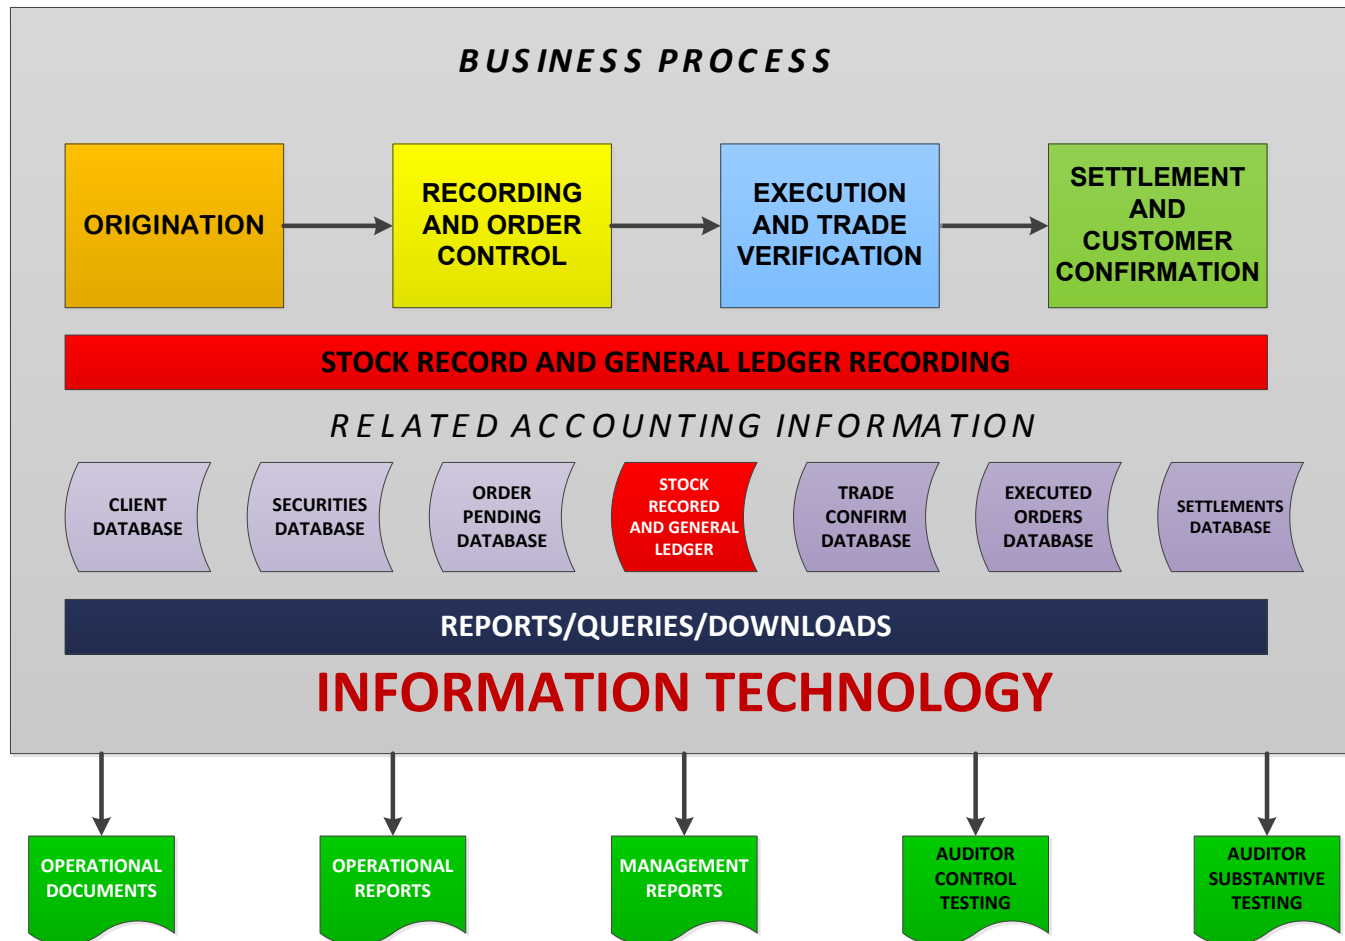 BUSINESS PROCESS
ORIGINATION
RECORDING
AND ORDER
CONTROL
EXECUTION
AND TRADE
VERIFICATION
SETTLEMENT
AND
CUSTOMER
CONFIRMATION
STOCK RECORD AND GENERAL LEDGER RECORDING
RELATED ACCOUNTING INFORMATION
CLIENT
DATABASE
SECURITIES
DATABASE
ORDER
PENDING
DATABASE
STOCK
RECORED
AND GENERAL
LEDGER
TRADE
CONFIRM
DATABASE
EXECUTED
ORDERS
DATABASE
SETTLEMENTS
DATABASE
REPORTS/QUERIES/DOWNLOADS
INFORMATION TECHNOLOGY
OPERATIONAL
DOCUMENTS
OPERATIONAL
REPORTS
MANAGEMENT
REPORTS
AUDITOR
CONTROL
TESTING
AUDITOR
SUBSTANTIVE
TESTING